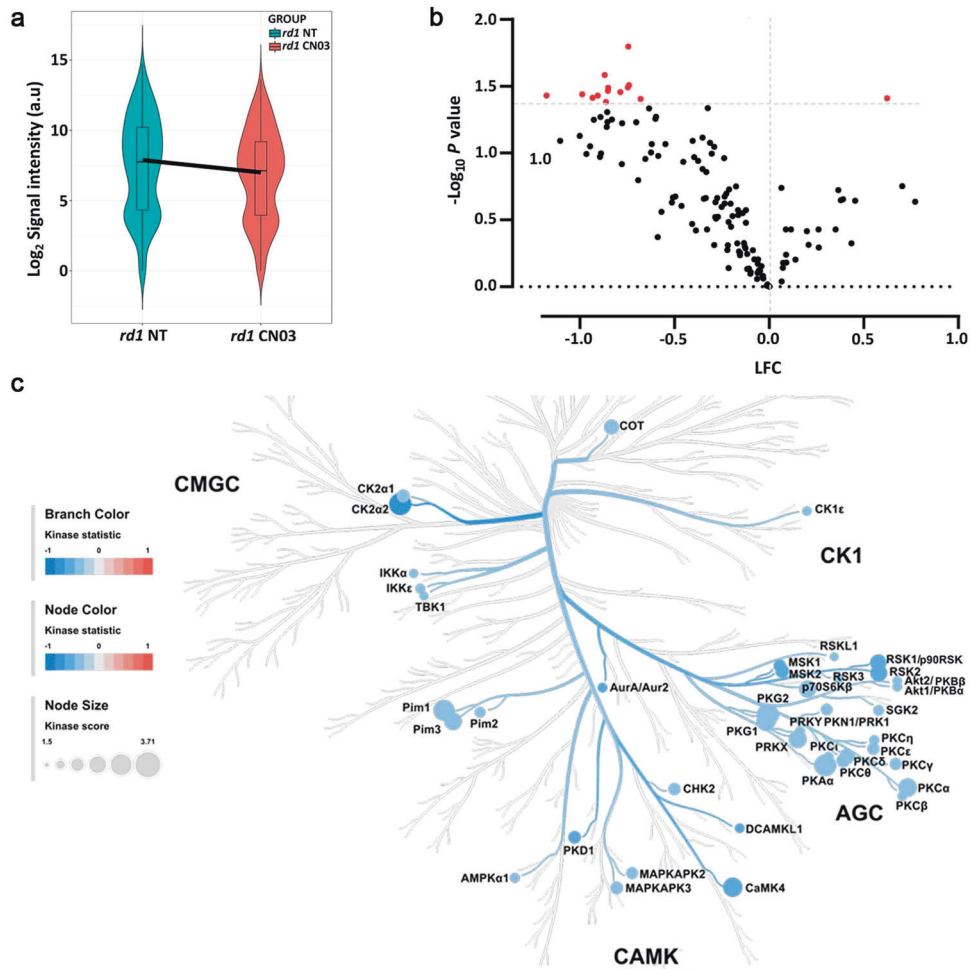 a
GROUP
rd1 NT
rd1 CN03
Log2 Signal intensity (a.u)
15
10
5
0
rd1 NT
rd1 CN03
b
-Log10 P value
2.0
1.5
1.0
1.0
0.5
0.0
-1.0
-0.5
0.0
0.5
1.0
LFC
c
CMGC
CK1
AGC
CAMK
Branch Color
Kinase statistic
-1
0
1
Node Color
Kinase statistic
-1
0
1
Node Size
Kinase score
1.5
3.71
COT
CK2α1
CK2α2
CK1ε
IKKα
IKKε
TBK1
RSKL1
MSK1
RSK1/p90RSK
MSK2
RSK3
RSK2
p70S6Kβ
Akt2/PKBβ
Akt1/PKBα
AurA/Aur2
PKG2
SGK2
Pim1
Pim2
Pim3
PKG1
PRKY
PKN1/PRK1
PRKX
PKCι
PKCη
PKCε
PKCδ
PKCγ
PKCθ
PKAα
PKCα
PKCβ
CHK2
DCAMKL1
PKD1
AMPKα1
MAPKAPK2
MAPKAPK3
CaMK4